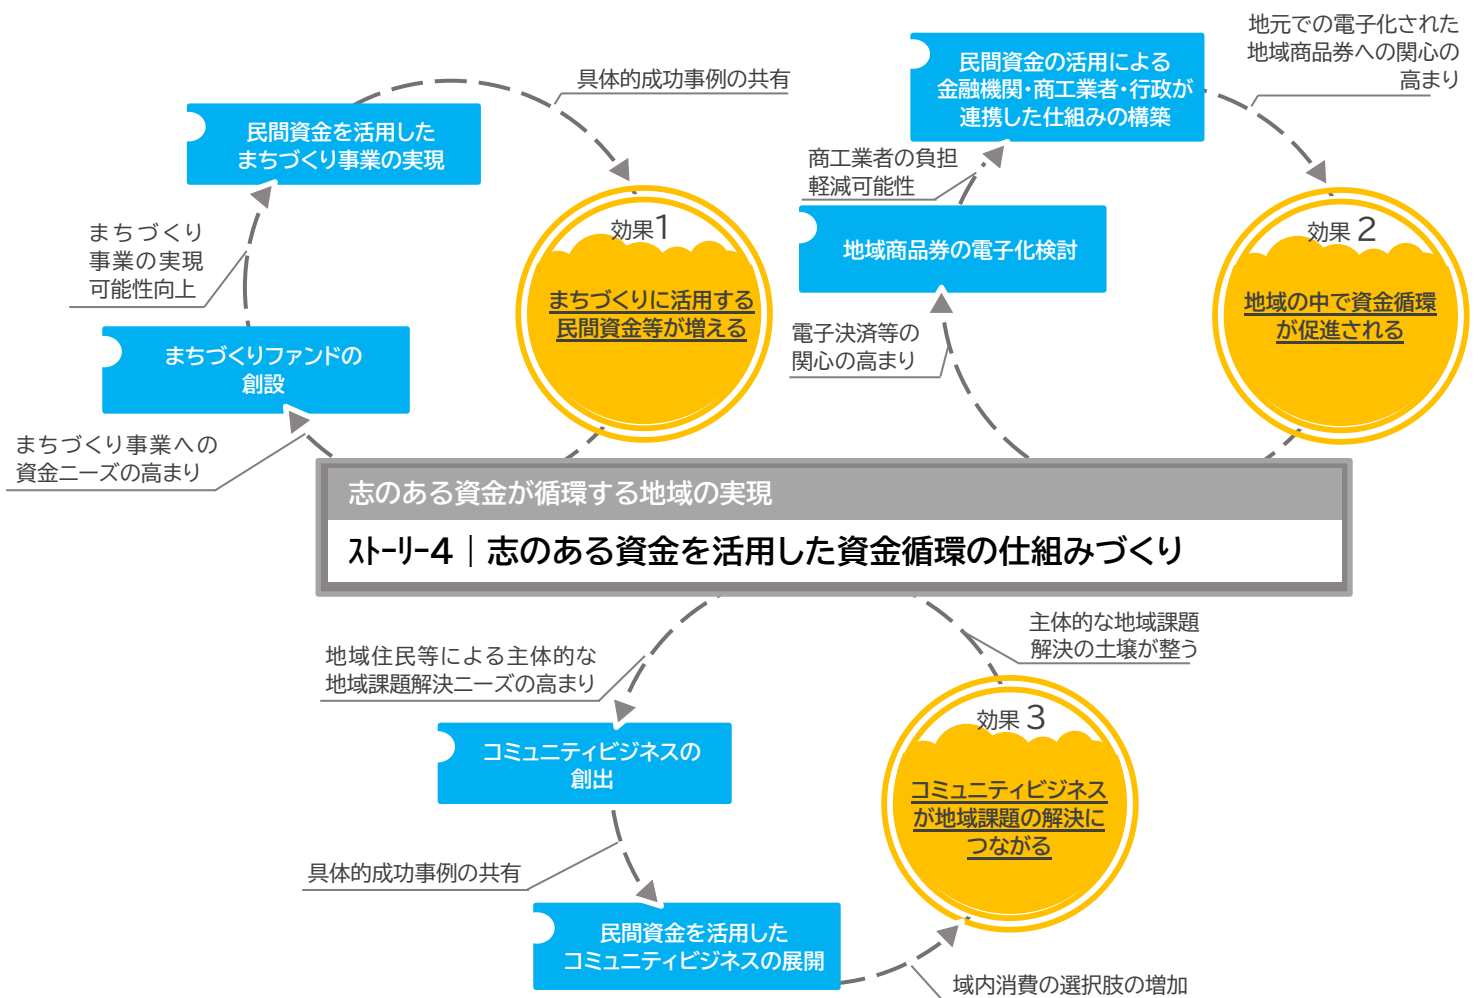 具体的成功事例の共有
民間資金を活用した
まちづくり事業の実現
まちづくり
事業の実現
可能性向上
まちづくりファンドの
創設
まちづくり事業への
資金ニーズの高まり
効果1
まちづくりに活用する
民間資金等が増える
地元での電子化された
地域商品券への関心の
高まり
民間資金の活用による
金融機関・商工業者・行政が
連携した仕組みの構築
商工業者の負担
軽減可能性
地域商品券の電子化検討
電子決済等の
関心の高まり
効果2
地域の中で資金循環
が促進される
志のある資金が循環する地域の実現
ｽﾄｰﾘｰ4｜志のある資金を活用した資金循環の仕組みづくり
地域住民等による主体的な
地域課題解決ニーズの高まり
コミュニティビジネスの
創出
具体的成功事例の共有
民間資金を活用した
コミュニティビジネスの展開
主体的な地域課題
解決の土壌が整う
効果3
コミュニティビジネス
が地域課題の解決に
つながる
域内消費の選択肢の増加